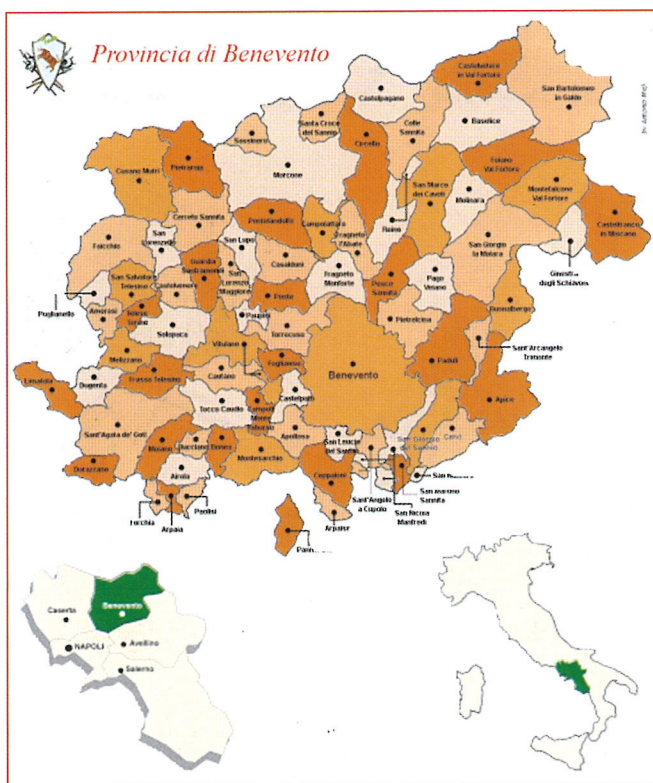 Provincia di Benevento
Castelvetere
in Val Fortore
San Bartolomeo
in Galdo
Castelpagano
Santa Croce
del Sannio
Colle
Sannita
Baselice
Sassinoro
Circello
Cusano Mutri
Pietraroia
Morcone
Foiano
Val Fortore
San Marco
dei Cavoti
Molinara
Montefalcone
Val Fortore
Castelfranco
in Miscano
Cerreto Sannita
Pontelandolfo
Campolattaro
Reino
Fragneto
l'Abate
San Giorgio
la Molara
Faicchio
San
Lorenzello
San Lupo
Casalduni
Ginestra
degli Schiavoni
Guardia
Sanframondi
San
Lorenzo
Maggiore
Fragneto
Monforte
Pesco
Sannita
Pago
Veiano
San Salvatore
Telesino
Castelvenere
Puglianello
Amorosi
Telese
Terme
Ponte
Paupisi
Buonalbergo
Solopaca
Torrecuso
Pietrelcina
Melizzano
Vitulano
Foglianise
Paduli
Sant'Arcangelo
Trimonte
Limatola
Dugenta
Frasso Telesino
Cautano
Benevento
Tocco Caudio
Campoli
Monte
Taburno
Castelpoto
Apice
Sant'Agata de' Goti
Moiano
Bucciano
Bonea
Apollosa
San Leucio
del Sannio
San Giorgio
del Sannio
Calvi
Durazzano
Airola
Montesarchio
Ceppaloni
Sant'Angelo
a Cupolo
San Nicola
Manfredi
San
Sannita
Forchia
Arpaia
Paolisi
Caserta
Benevento
NAPOLI
Avellino
Salerno